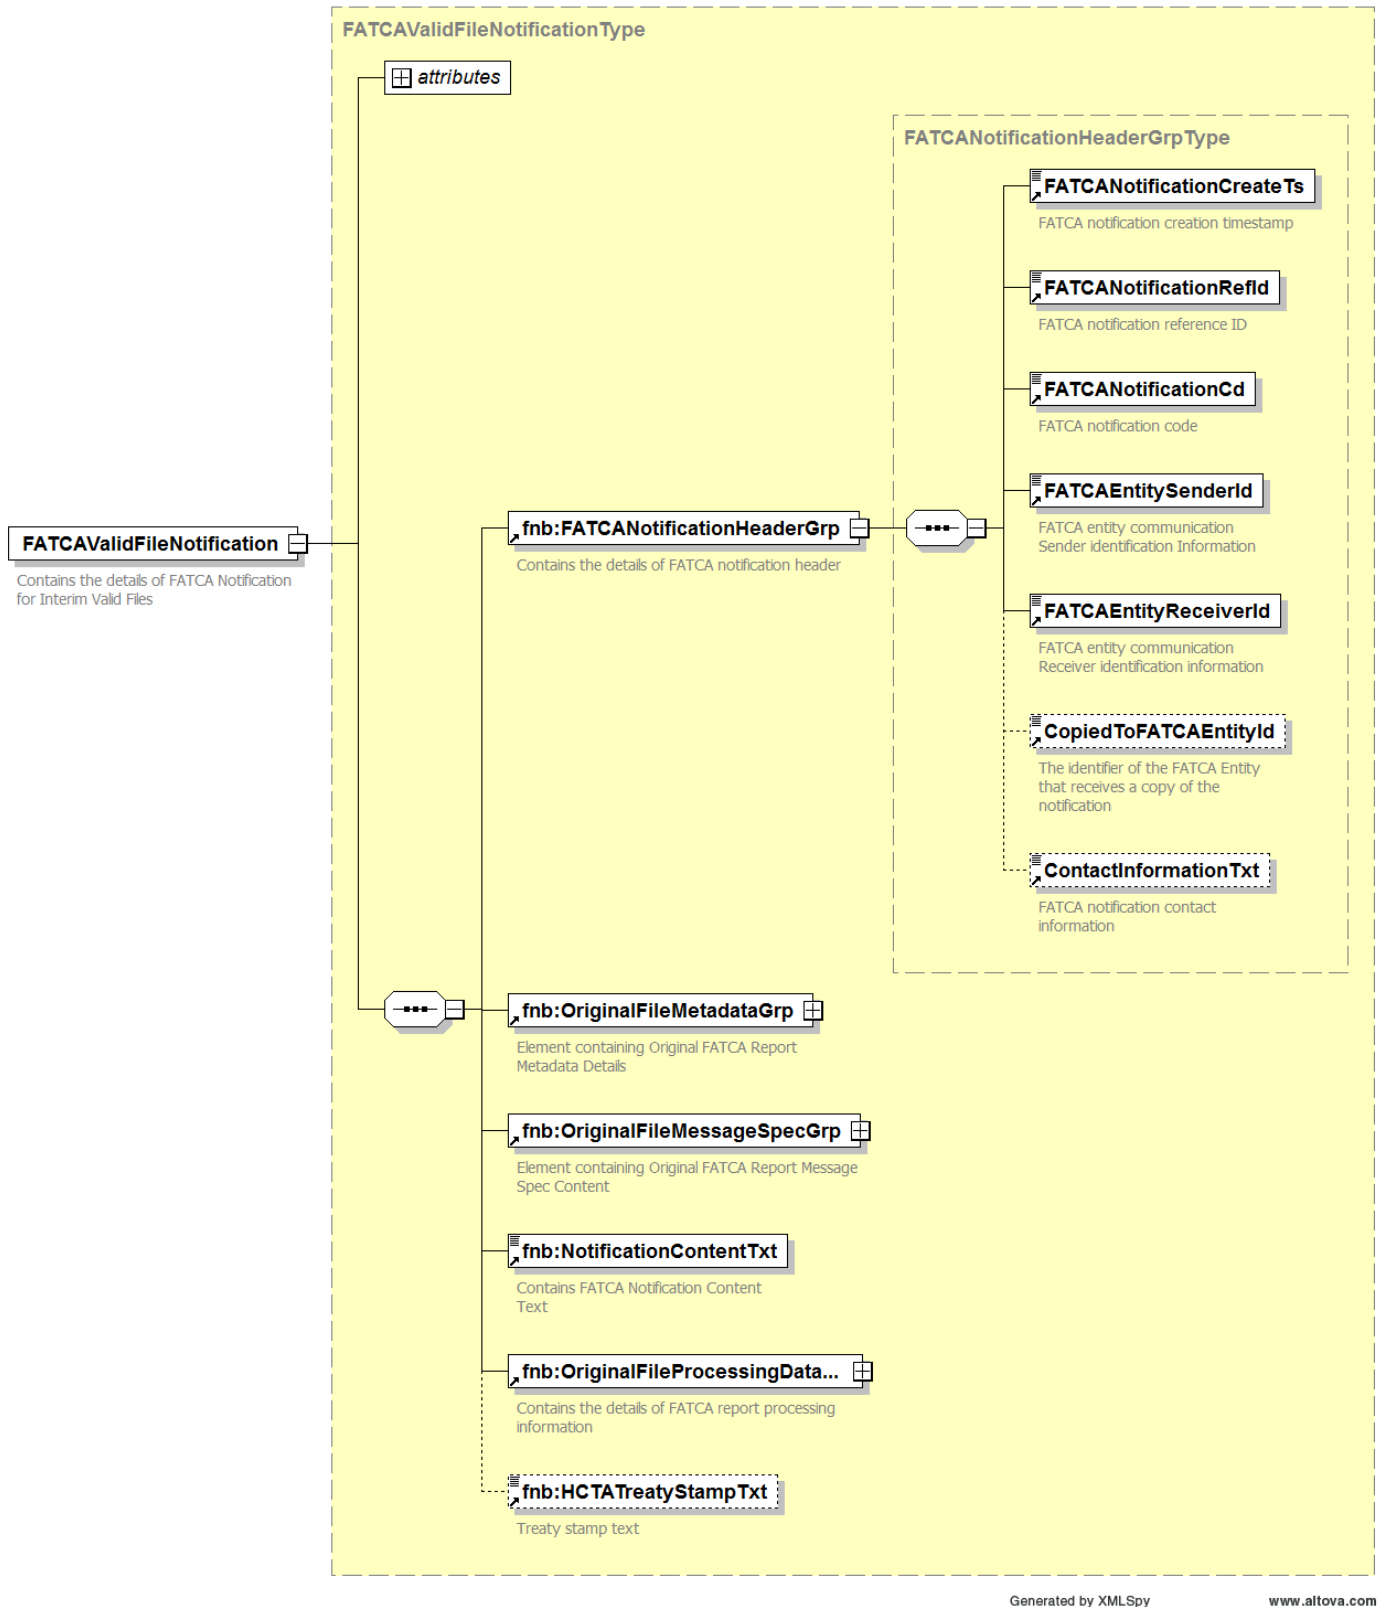 FATCAValidFileNotificationType
attributes
FATCANotificationHeaderGrpType
FATCANotificationCreateTs
FATCA notification creation timestamp
FATCANotificationRefId
FATCA notification reference ID
FATCANotificationCd
FATCA notification code
FATCAEntitySenderId
FATCA entity communication
Sender identification Information
FATCAValidFileNotification
Contains the details of FATCA Notification
for Interim Valid Files
fnb:FATCANotificationHeaderGrp
Contains the details of FATCA notification header
FATCAEntityReceiverId
FATCA entity communication
Receiver identification information
CopiedToFATCAEntityId
The identifier of the FATCA Entity
that receives a copy of the
notification
ContactInformationTxt
FATCA notification contact
information
fnb:OriginalFileMetadataGrp
Element containing Original FATCA Report
Metadata Details
fnb:OriginalFileMessageSpecGrp
Element containing Original FATCA Report Message
Spec Content
fnb:NotificationContentTxt
Contains FATCA Notification Content
Text
fnb:OriginalFileProcessingData...
Contains the details of FATCA report processing
information
fnb:HCTATreatyStampTxt
Treaty stamp text
Generated by XMLSpy
www.altova.com